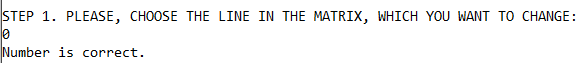 STEP 1. PLEASE, CHOOSE THE LINE IN THE MATRIX, WHICH YOU WANT TO CHANGE:
0
Number is correct.